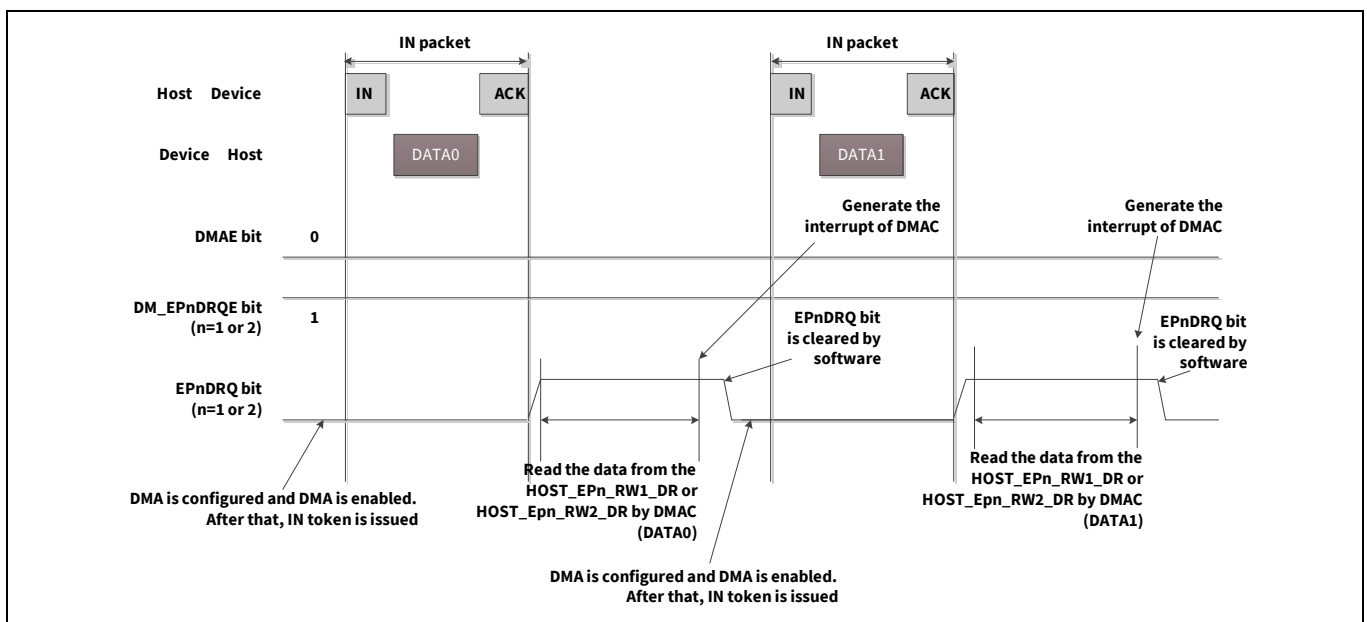 IN packet
IN packet
Host Device
IN
ACK
IN
ACK
Device Host
DATA0
DATA1
Generate the
interrupt of DMAC
Generate the
interrupt of DMAC
DMAE bit
0
DM_EPnDRQE bit
(n=1 or 2)
1
EPnDRQ bit
is cleared by
software
EPnDRQ bit
is cleared by
software
EPnDRQ bit
(n=1 or 2)
Read the data from the
HOST_EPn_RW1_DR or
HOST_Epn_RW2_DR by DMAC
(DATA0)
Read the data from the
HOST_EPn_RW1_DR or
HOST_Epn_RW2_DR by DMAC
(DATA1)
DMA is configured and DMA is enabled.
After that, IN token is issued
DMA is configured and DMA is enabled.
After that, IN token is issued